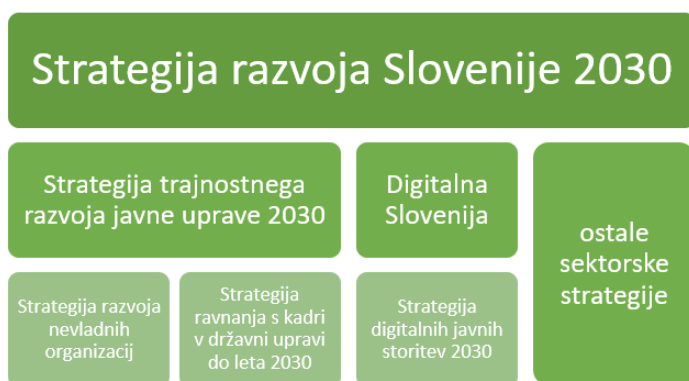 Strategija razvoja Slovenije 2030
Strategija trajnostnega
razvoja javne uprave 2030
Digitalna
Slovenija
ostale
sektorske
strategije
Strategija razvoja
nevladnih
organizacij
Strategija
ravnanja s kadri
v državni upravi
do leta 2030
Strategija
digitalnih javnih
storitev 2030